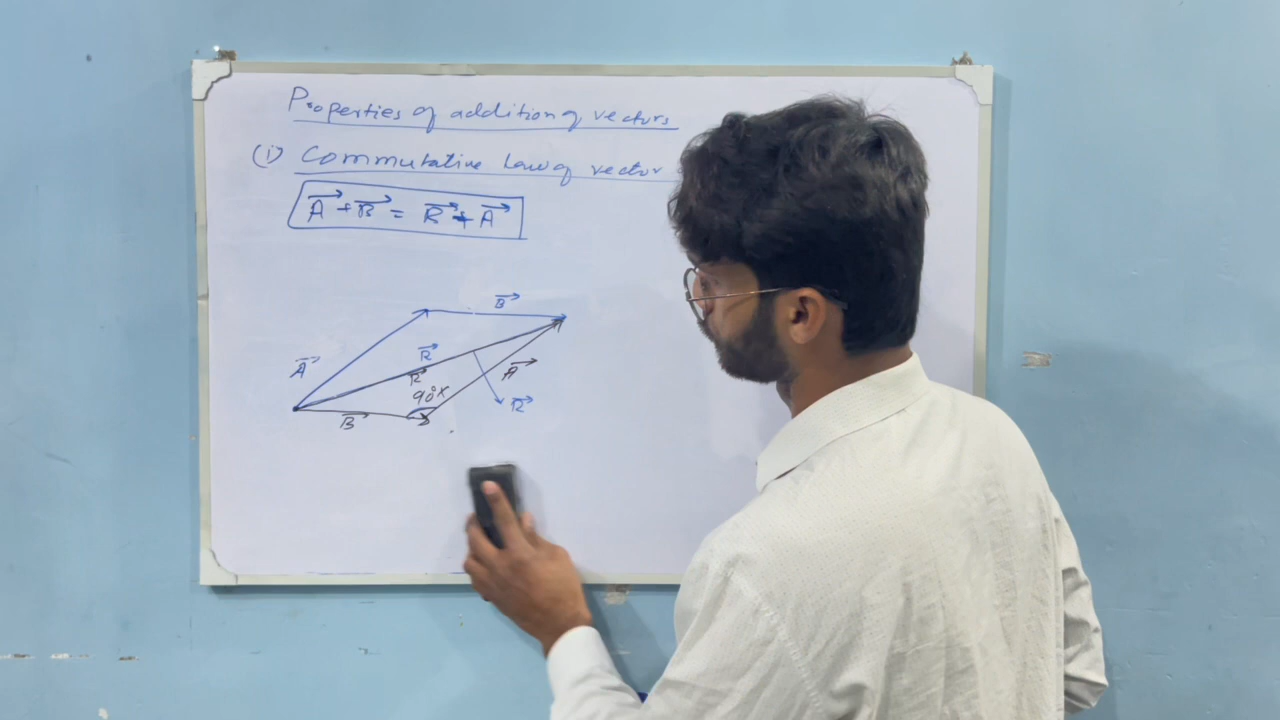 Properties of addition of vectors
(i) Commutative Law of vector
A⃗ + B⃗ = B⃗ + A⃗
B⃗
A⃗
R⃗
R⃗
A⃗
90°x
R⃗
B⃗